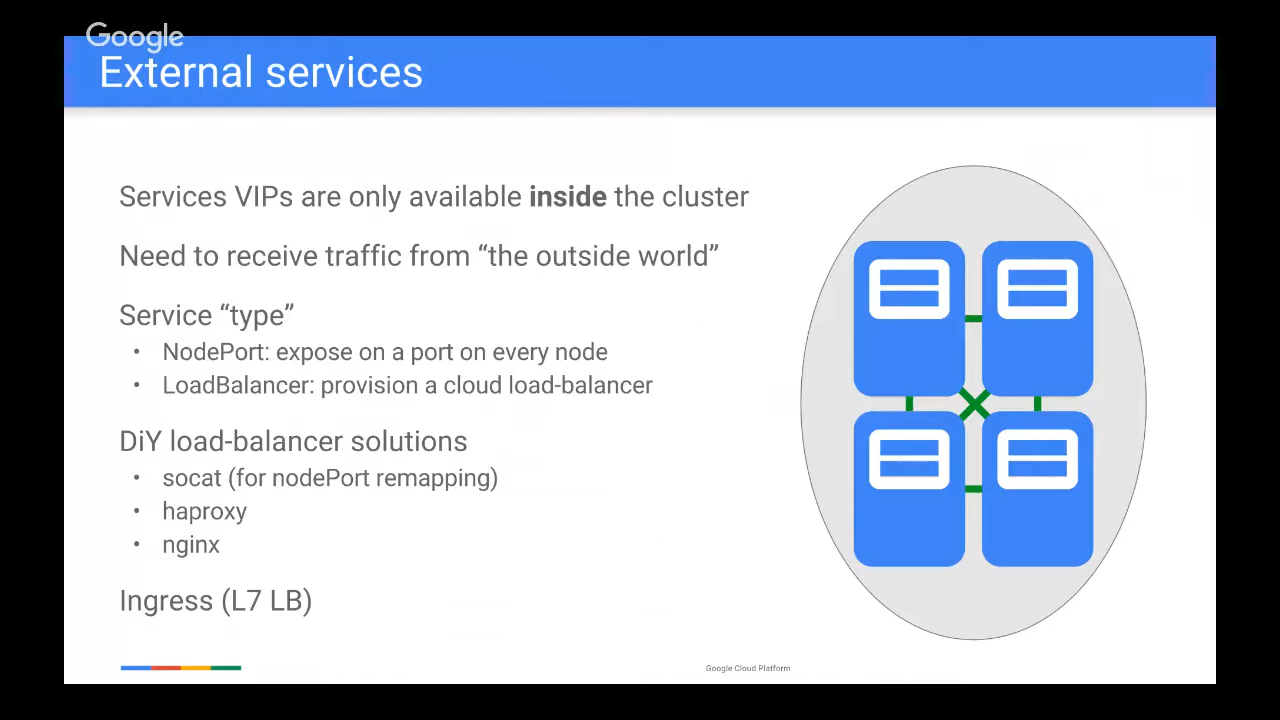 Google
External services
Services VIPs are only available inside the cluster
Need to receive traffic from “the outside world”
Service “type”
• NodePort: expose on a port on every node
• LoadBalancer: provision a cloud load-balancer
DiY load-balancer solutions
• socat (for nodePort remapping)
• haproxy
• nginx
Ingress (L7 LB)
Google Cloud Platform